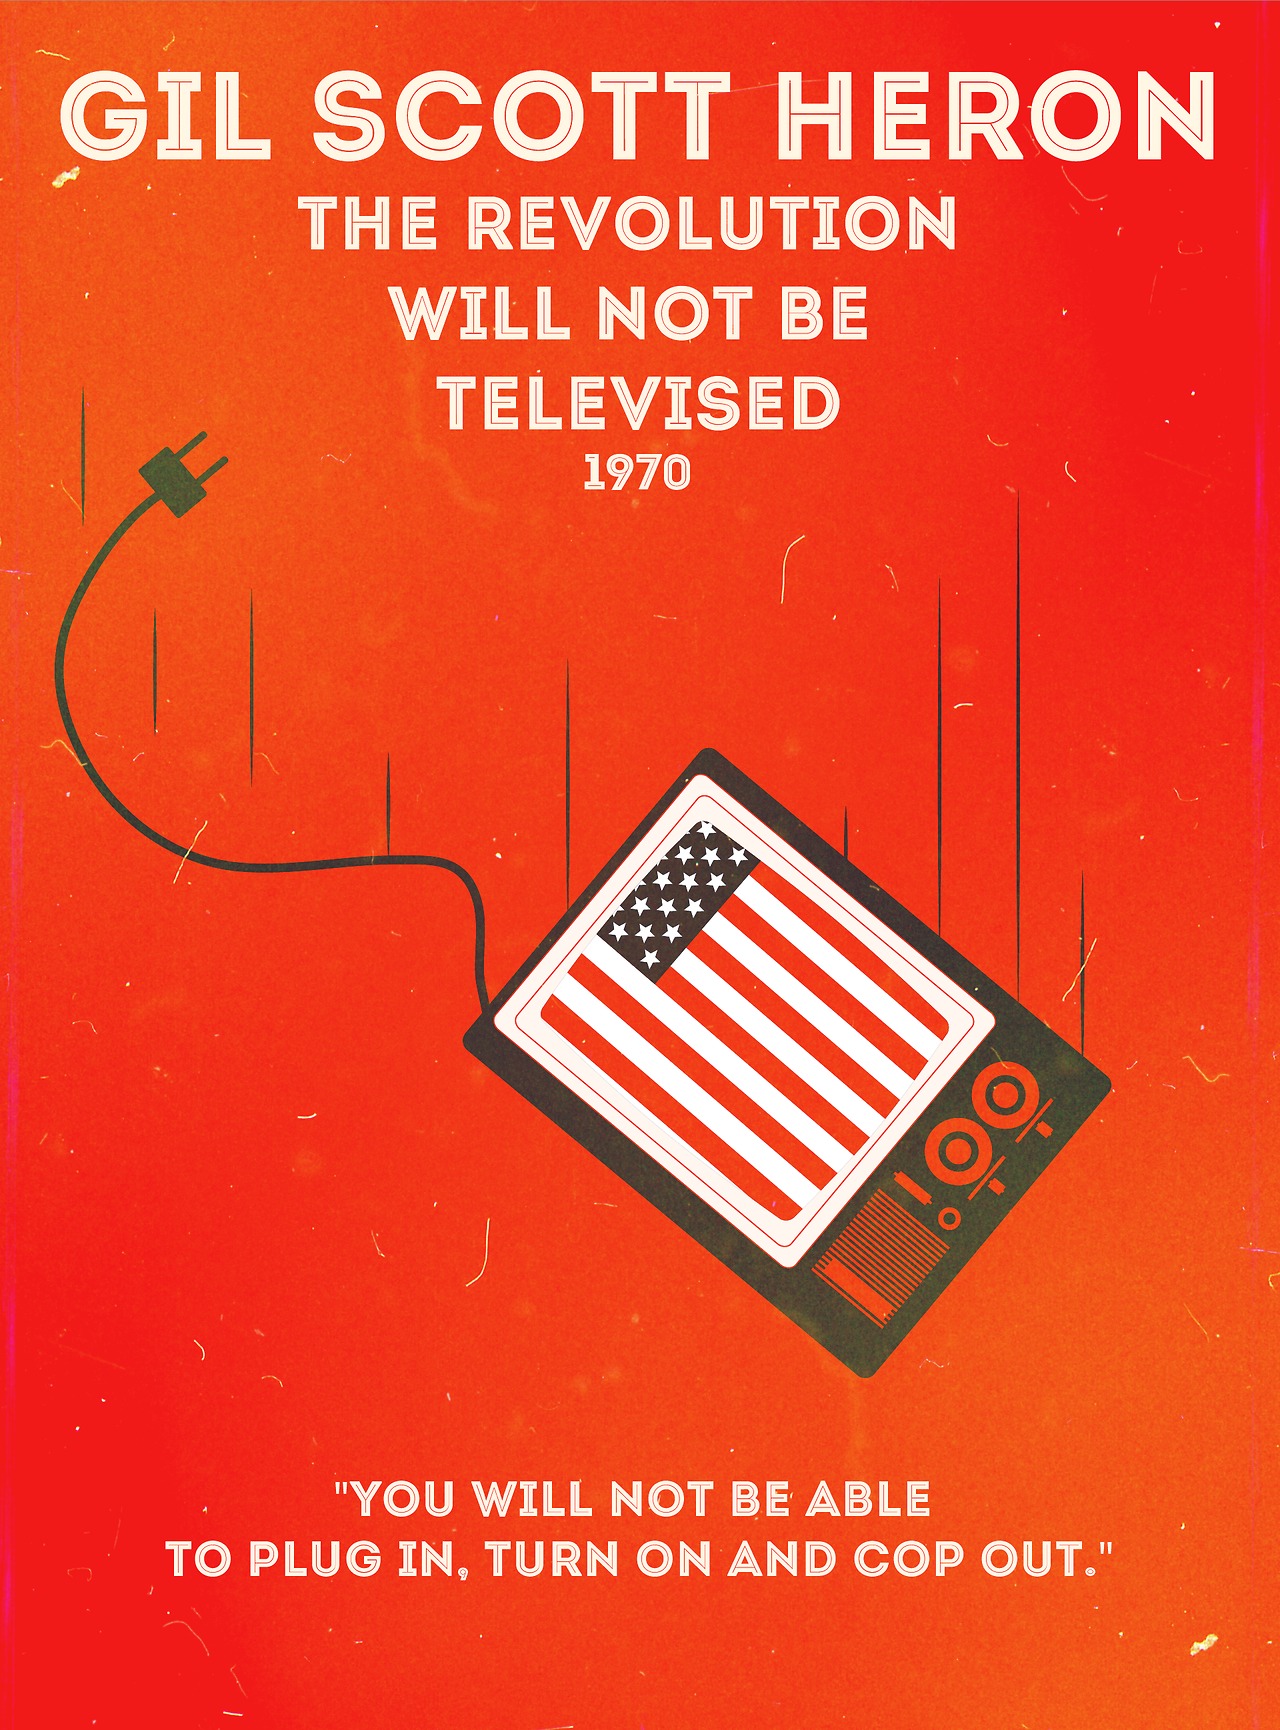 GIL SCOTT HERON
THE REVOLUTION
WILL NOT BE
TELEVISED
1970
"YOU WILL NOT BE ABLE
TO PLUG IN, TURN ON AND COP OUT."